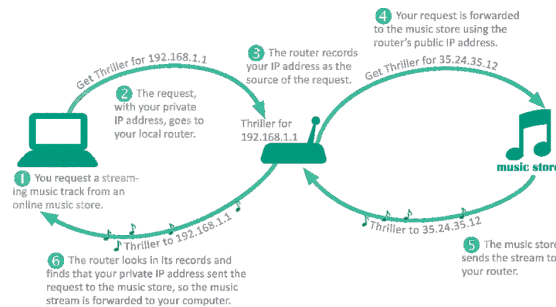 4 Your request is forwarded
to the music store using the
router's public IP address.
Get Thriller for 192.168.1.1
3 The router records
your IP address as the
source of the request.
Get Thriller for 35.24.35.12
2 The request,
with your private
IP address, goes to
your local router.
Thriller for
192.168.1.1
music store
1 You request a stream-
ing music track from an
online music store.
Thriller to 192.168.1.1
Thriller to 35.24.35.12
5 The music store
sends the stream to
your router.
6 The router looks in its records and
finds that your private IP address sent the
request to the music store, so the music
stream is forwarded to your computer.